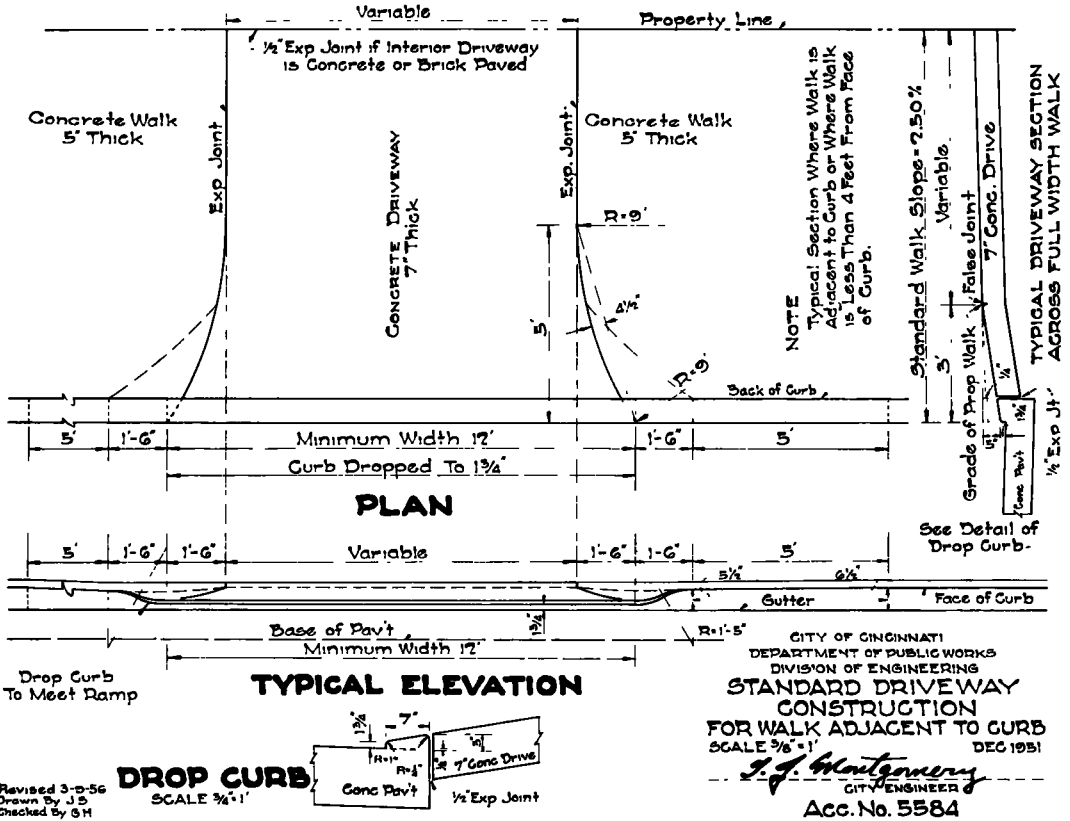 Variable
Property Line
½" Exp Joint if Interior Driveway
is Concrete or Brick Paved
Concrete Walk
5" Thick
Exp Joint
CONCRETE DRIVEWAY
7" Thick
Exp. Joint
Concrete Walk
5" Thick
R=9'
4½"
5'
R=9'
NOTE
Typical Section Where Walk is
Adjacent to Curb or Where Walk
is Less Than 4 Feet From Face
of Curb.
Standard Walk Slope = 2.50%
Variable
3'
Grade of Prop Walk
False Joint
7" Conc. Drive
TYPICAL DRIVEWAY SECTION
ACROSS FULL WIDTH WALK
¼"
1¾"
Conc Pav't
½" Exp Jt.
See Detail of
Drop Curb
Back of Curb
5'
1'-6"
Minimum Width 12'
1'-6"
5'
Curb Dropped To 1¾"
PLAN
5'
1'-6"
1'-6"
Variable
1'-6"
1-6"
5'
5½"
6½"
Gutter
Face of Curb
1¾"
Base of Pav't
R=1'-5"
Minimum Width 12'
Drop Curb
To Meet Ramp
TYPICAL ELEVATION
CITY OF CINCINNATI
DEPARTMENT OF PUBLIC WORKS
DIVISION OF ENGINEERING
STANDARD DRIVEWAY
CONSTRUCTION
FOR WALK ADJACENT TO CURB
SCALE ⅜"=1'
DEC 1951
CITY ENGINEER
Acc. No. 5584
1¾"
7"
R=1"
7" Conc Drive
Conc Pav't
½" Exp Joint
DROP CURB
SCALE ¾"=1'
Drawn By J S
Checked By G H